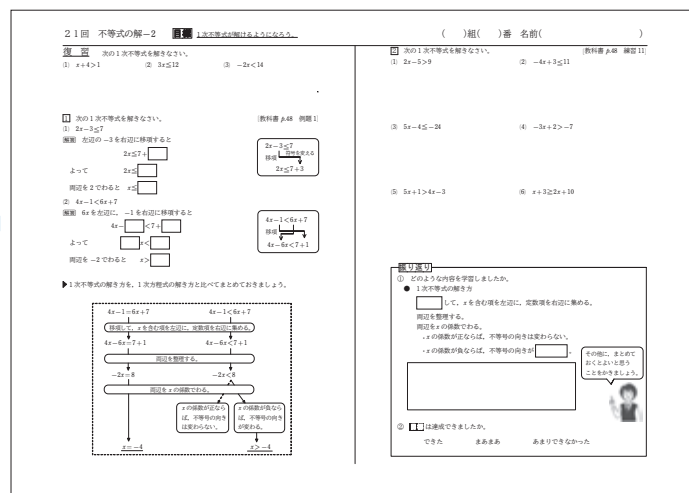 21回 不等式の解−2 目標 1次不等式が解けるようになろう。 ( )組( )番 名前( )
復 習 次の1次不等式を解きなさい。
(1) x+4>1 (2) 3x≦12 (3) −2x<14
1 次の1次不等式を解きなさい。 [教科書 p.48 例題1]
(1) 2x−3≦7
解答 左辺の −3 を右辺に移項すると
2x≦7+
よって 2x≦
両辺を 2 でわると x≦
2x−3≦7
移項 符号を変える
2x≦7+3
(2) 4x−1<6x+7
解答 6x を左辺に、 −1 を右辺に移項すると
4x− <7+
よって x<
両辺を −2 でわると x>
4x−1<6x+7
移項
4x−6x<7+1
▶1次不等式の解き方を、1次方程式の解き方と比べてまとめておきましょう。
4x−1=6x+7 4x−1<6x+7
移項して、x を含む項を左辺に、定数項を右辺に集める。
4x−6x=7+1 4x−6x<7+1
両辺を整理する。
−2x=8 −2x<8
両辺を x の係数でわる。
x の係数が正なら
ば、不等号の向き
は変わらない。
x の係数が負なら
ば、不等号の向き
が変わる。
x=−4 x>−4
2 次の1次不等式を解きなさい。 [教科書 p.48 練習11]
(1) 2x−5>9 (2) −4x+3≦11
(3) 5x−4≦−24 (4) −3x+2>−7
(5) 5x+1>4x−3 (6) x+3≧2x+10
振り返り
① どのような内容を学習しましたか。
● 1次不等式の解き方
して、x を含む項を左辺に、定数項を右辺に集める。
両辺を整理する。
両辺をx の係数でわる。
・x の係数が正ならば、不等号の向きは変わらない。
・x の係数が負ならば、不等号の向きが 。
その他に、まとめて
おくとよいと思う
ことをかきましょう。
② は達成できましたか。
できた まあまあ あまりできなかった